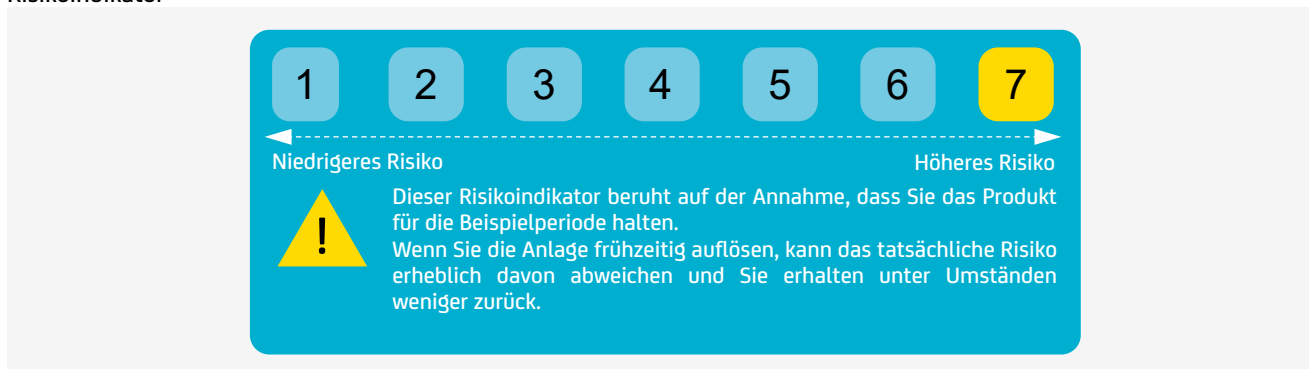 Risikoindikator
1 2 3 4 5 6 7
Niedrigeres Risiko Höheres Risiko
Dieser Risikoindikator beruht auf der Annahme, dass Sie das Produkt
für die Beispielperiode halten.
! Wenn Sie die Anlage frühzeitig auflösen, kann das tatsächliche Risiko
erheblich davon abweichen und Sie erhalten unter Umständen
weniger zurück.